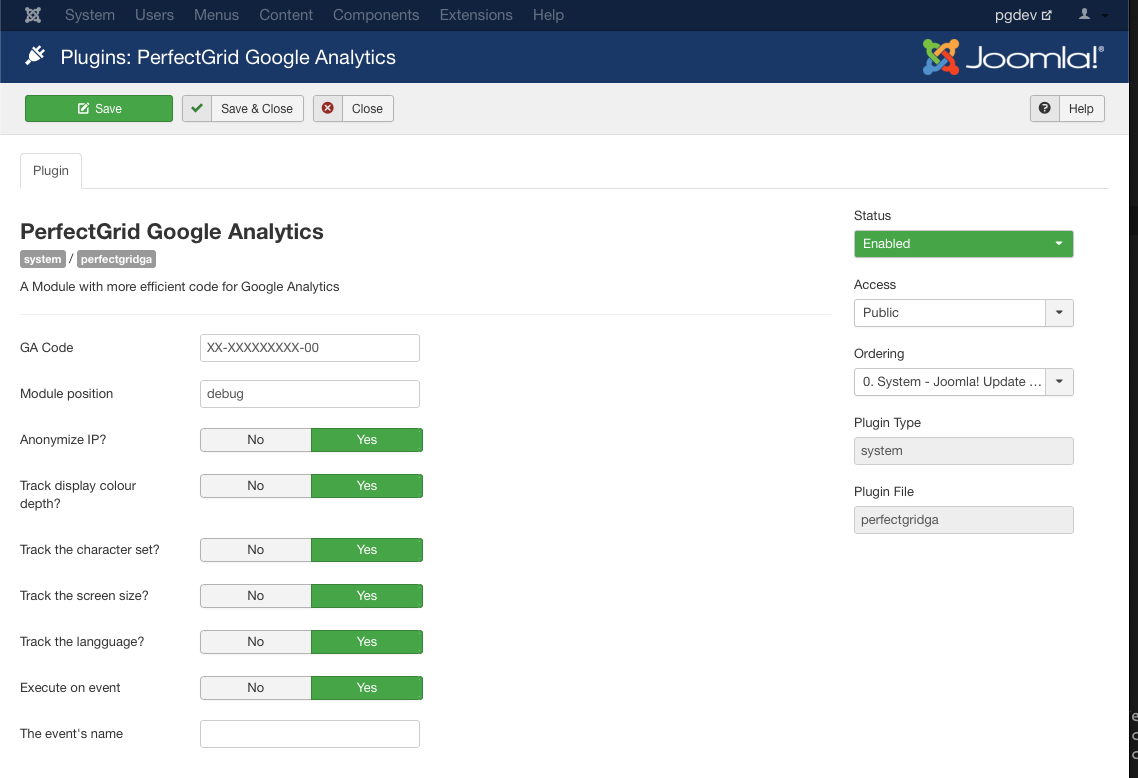 System Users Menus Content Components Extensions Help pgdev
Plugins: PerfectGrid Google Analytics Joomla!®
Save Save & Close Close Help
Plugin
PerfectGrid Google Analytics
system / perfectgridga
A Module with more efficient code for Google Analytics
GA Code XX-XXXXXXXXX-00
Module position debug
Anonymize IP? No Yes
Track display colour
depth? No Yes
Track the character set? No Yes
Track the screen size? No Yes
Track the langguage? No Yes
Execute on event No Yes
The event's name
Status
Enabled
Access
Public
Ordering
0. System - Joomla! Update ...
Plugin Type
system
Plugin File
perfectgridga